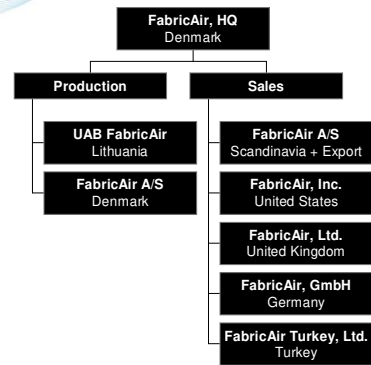 FabricAir, HQ
Denmark
Production
Sales
UAB FabricAir
Lithuania
FabricAir A/S
Denmark
FabricAir A/S
Scandinavia + Export
FabricAir, Inc.
United States
FabricAir, Ltd.
United Kingdom
FabricAir, GmbH
Germany
FabricAir Turkey, Ltd.
Turkey